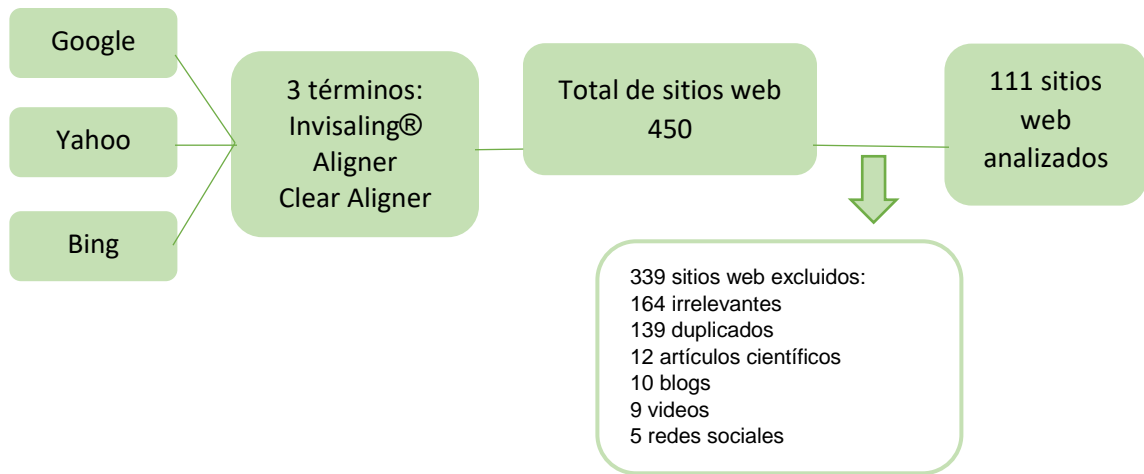 Google
Yahoo
Bing
3 términos:
Invisaling®
Aligner
Clear Aligner
Total de sitios web
450
111 sitios
web
analizados
339 sitios web excluidos:
164 irrelevantes
139 duplicados
12 artículos científicos
10 blogs
9 videos
5 redes sociales